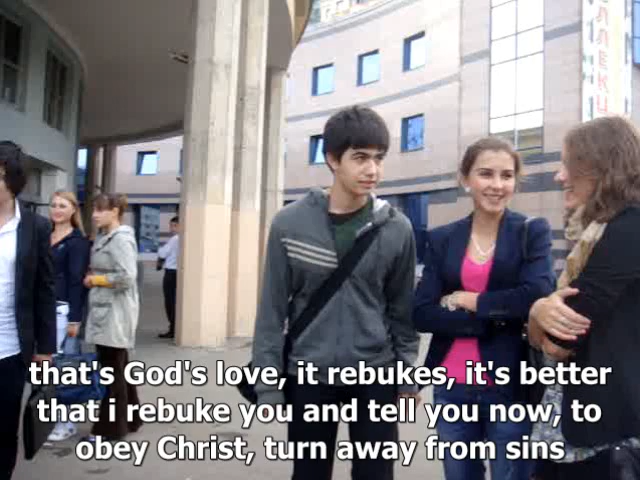 that's God's love, it rebukes, it's better
that i rebuke you and tell you now, to
obey Christ, turn away from sins